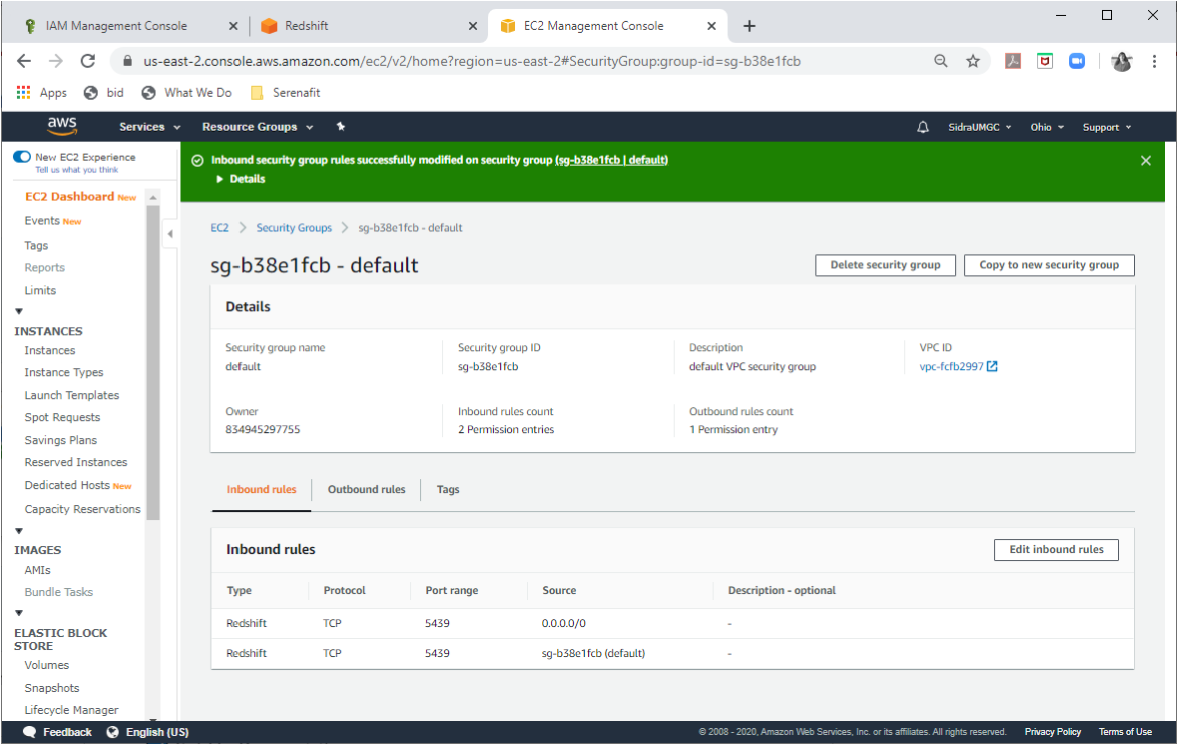 IAM Management Console
Redshift
EC2 Management Console
us-east-2.console.aws.amazon.com/ec2/v2/home?region=us-east-2#SecurityGroup:group-id=sg-b38e1fcb
Apps bid What We Do Serenafit
aws Services Resource Groups SidraUMGC Ohio Support
New EC2 Experience
Tell us what you think
EC2 Dashboard New
Events New
Tags
Reports
Limits
INSTANCES
Instances
Instance Types
Launch Templates
Spot Requests
Savings Plans
Reserved Instances
Dedicated Hosts New
Capacity Reservations
IMAGES
AMIs
Bundle Tasks
ELASTIC BLOCK
STORE
Volumes
Snapshots
Lifecycle Manager
Inbound security group rules successfully modified on security group (sg-b38e1fcb | default)
Details
EC2 > Security Groups > sg-b38e1fcb - default
sg-b38e1fcb - default
Delete security group
Copy to new security group
Details
Security group name Security group ID Description VPC ID
default sg-b38e1fcb default VPC security group vpc-fcfb2997
Owner Inbound rules count Outbound rules count
834945297755 2 Permission entries 1 Permission entry
Inbound rules Outbound rules Tags
Inbound rules Edit inbound rules
Type Protocol Port range Source Description - optional
Redshift TCP 5439 0.0.0.0/0 -
Redshift TCP 5439 sg-b38e1fcb (default) -
Feedback English (US) © 2008 - 2020, Amazon Web Services, Inc. or its affiliates. All rights reserved. Privacy Policy Terms of Use